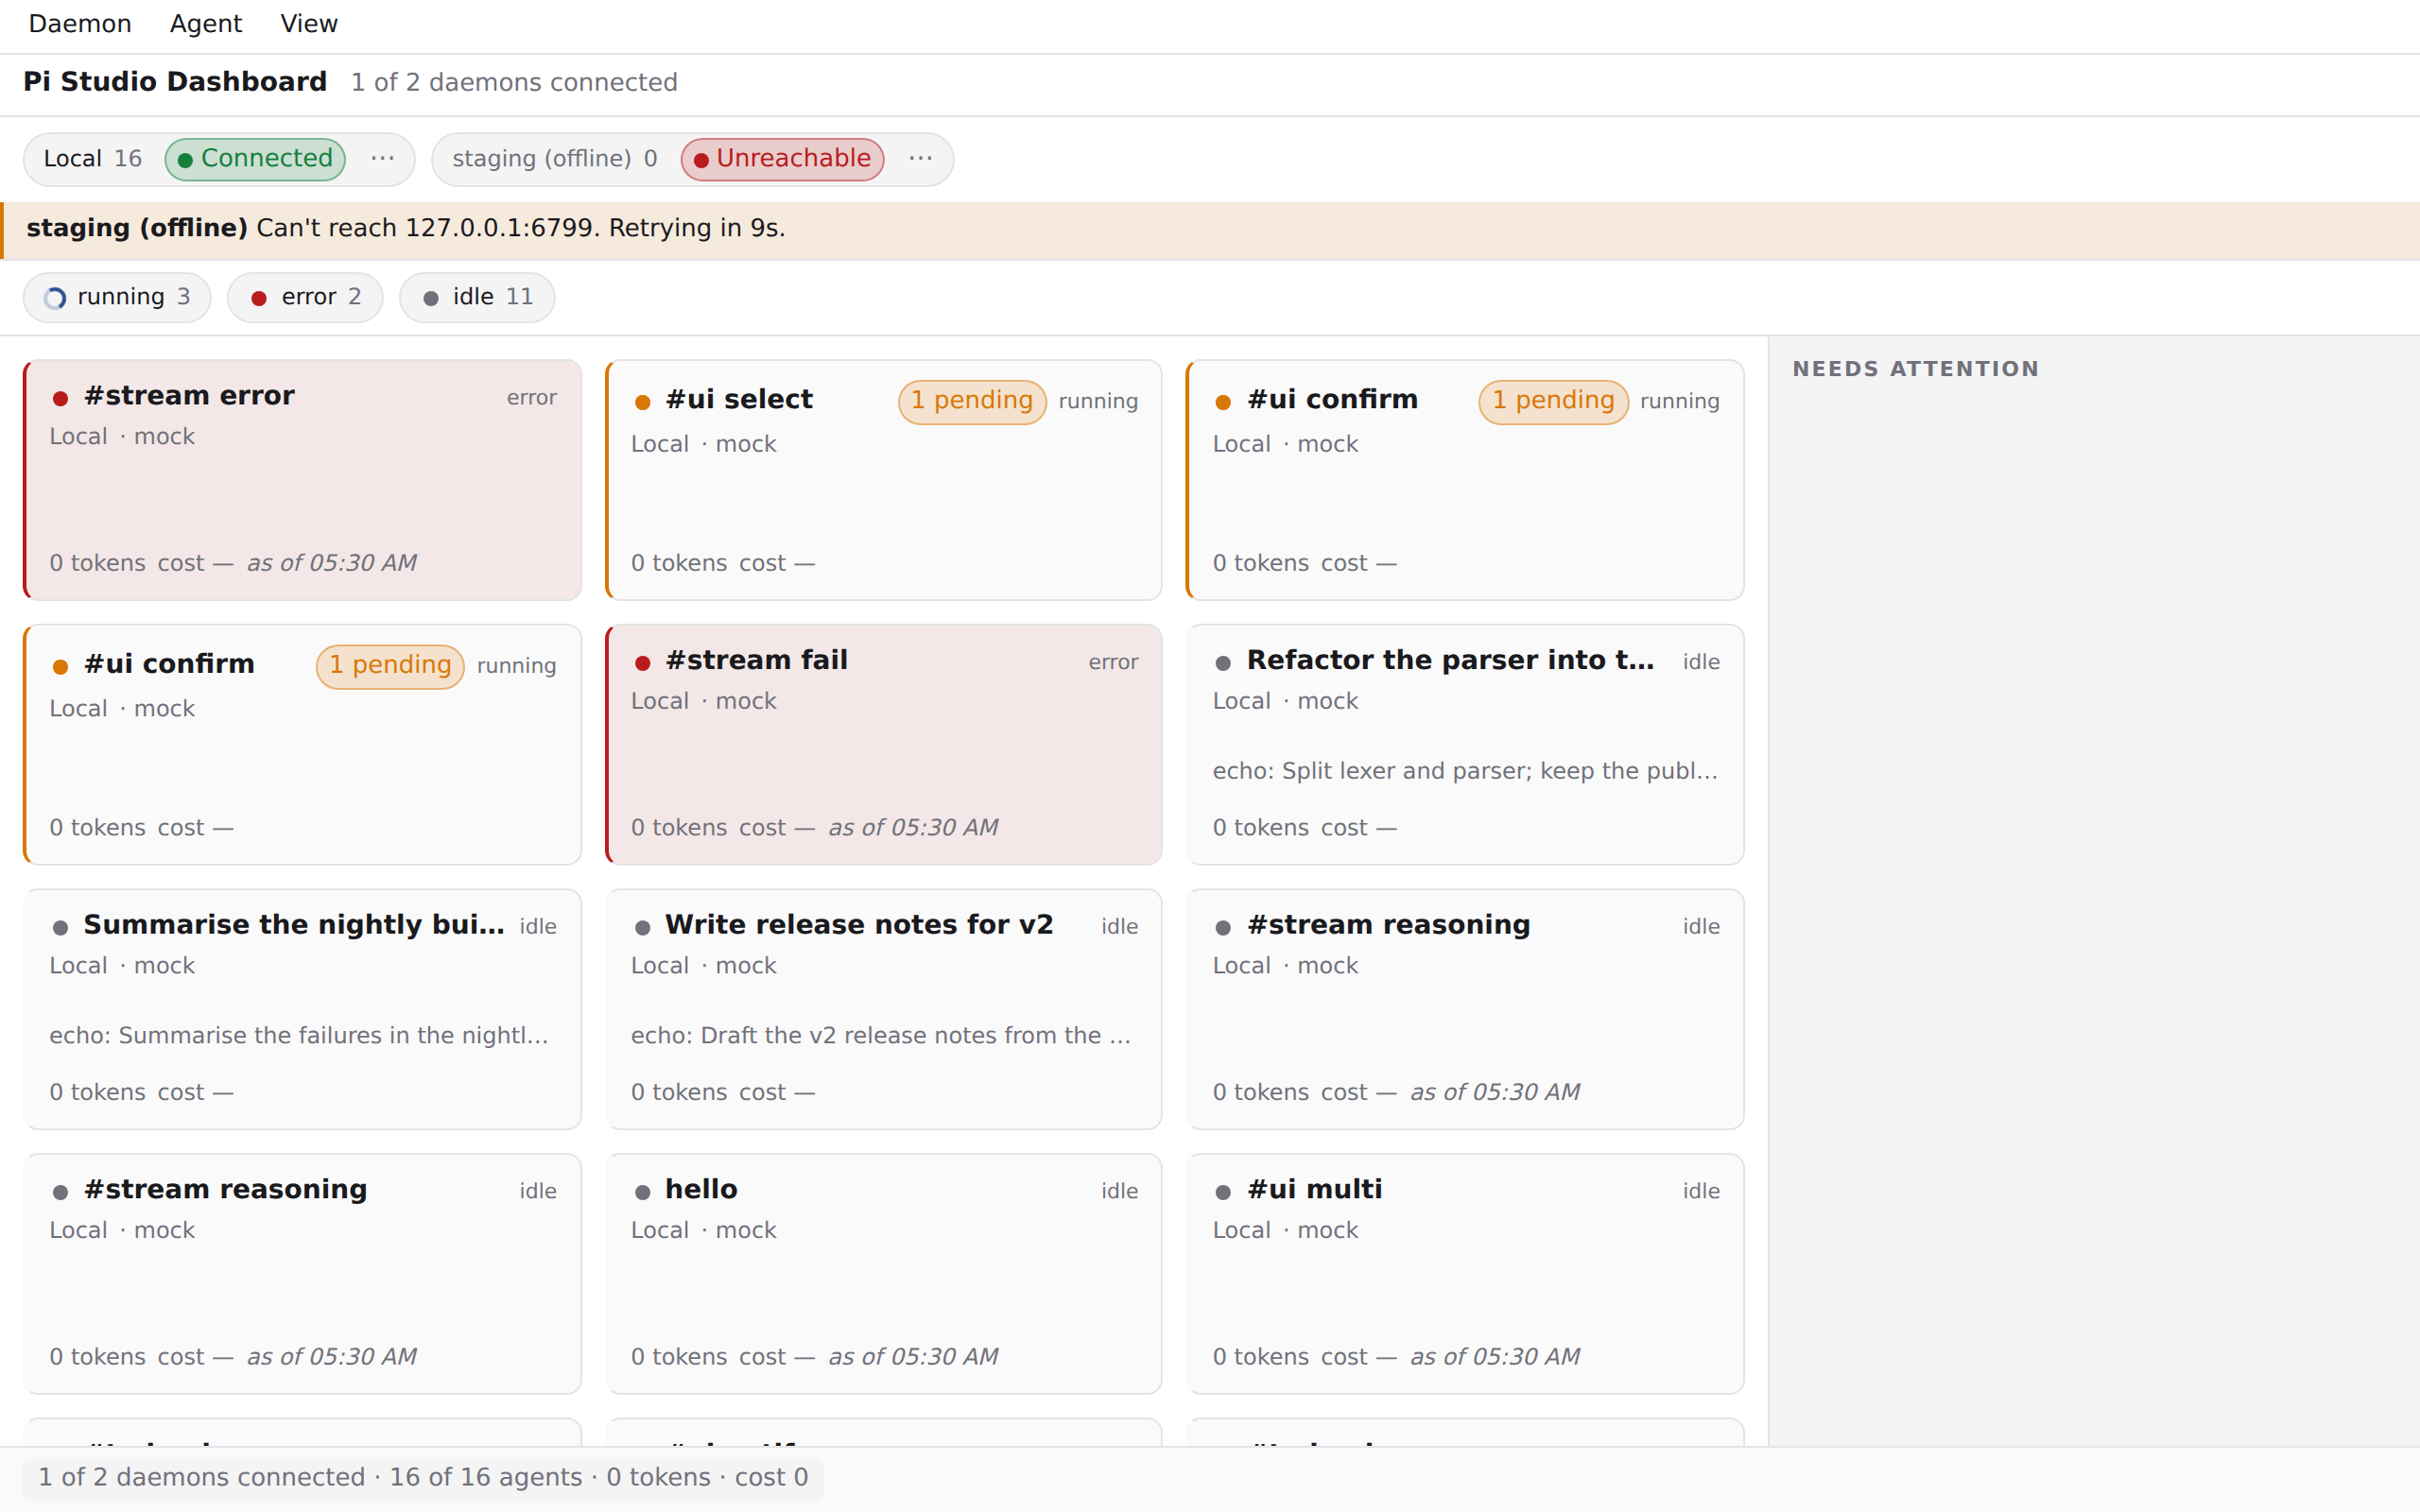 Daemon Agent View
Pi Studio Dashboard 1 of 2 daemons connected
Local 16 Connected ··· staging (offline) 0 Unreachable ···
staging (offline) Can't reach 127.0.0.1:6799. Retrying in 9s.
running 3 error 2 idle 11
NEEDS ATTENTION
#stream error error
Local · mock
0 tokens cost — as of 05:30 AM
#ui select 1 pending running
Local · mock
0 tokens cost —
#ui confirm 1 pending running
Local · mock
0 tokens cost —
#ui confirm 1 pending running
Local · mock
0 tokens cost —
#stream fail error
Local · mock
0 tokens cost — as of 05:30 AM
Refactor the parser into t… idle
Local · mock
echo: Split lexer and parser; keep the publ…
0 tokens cost —
Summarise the nightly bui… idle
Local · mock
echo: Summarise the failures in the nightl…
0 tokens cost —
Write release notes for v2 idle
Local · mock
echo: Draft the v2 release notes from the …
0 tokens cost —
#stream reasoning idle
Local · mock
0 tokens cost — as of 05:30 AM
#stream reasoning idle
Local · mock
0 tokens cost — as of 05:30 AM
hello idle
Local · mock
0 tokens cost — as of 05:30 AM
#ui multi idle
Local · mock
0 tokens cost — as of 05:30 AM
1 of 2 daemons connected · 16 of 16 agents · 0 tokens · cost 0